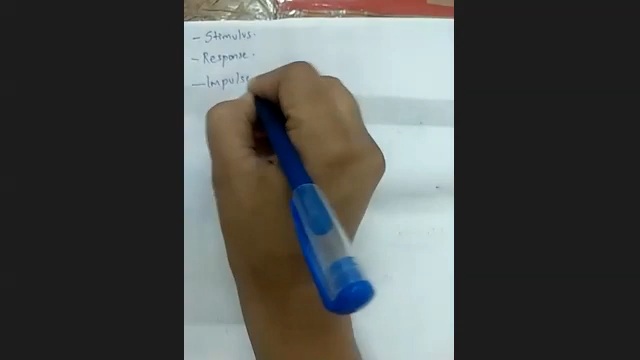 - Stimulus.
- Response.
- Impulse